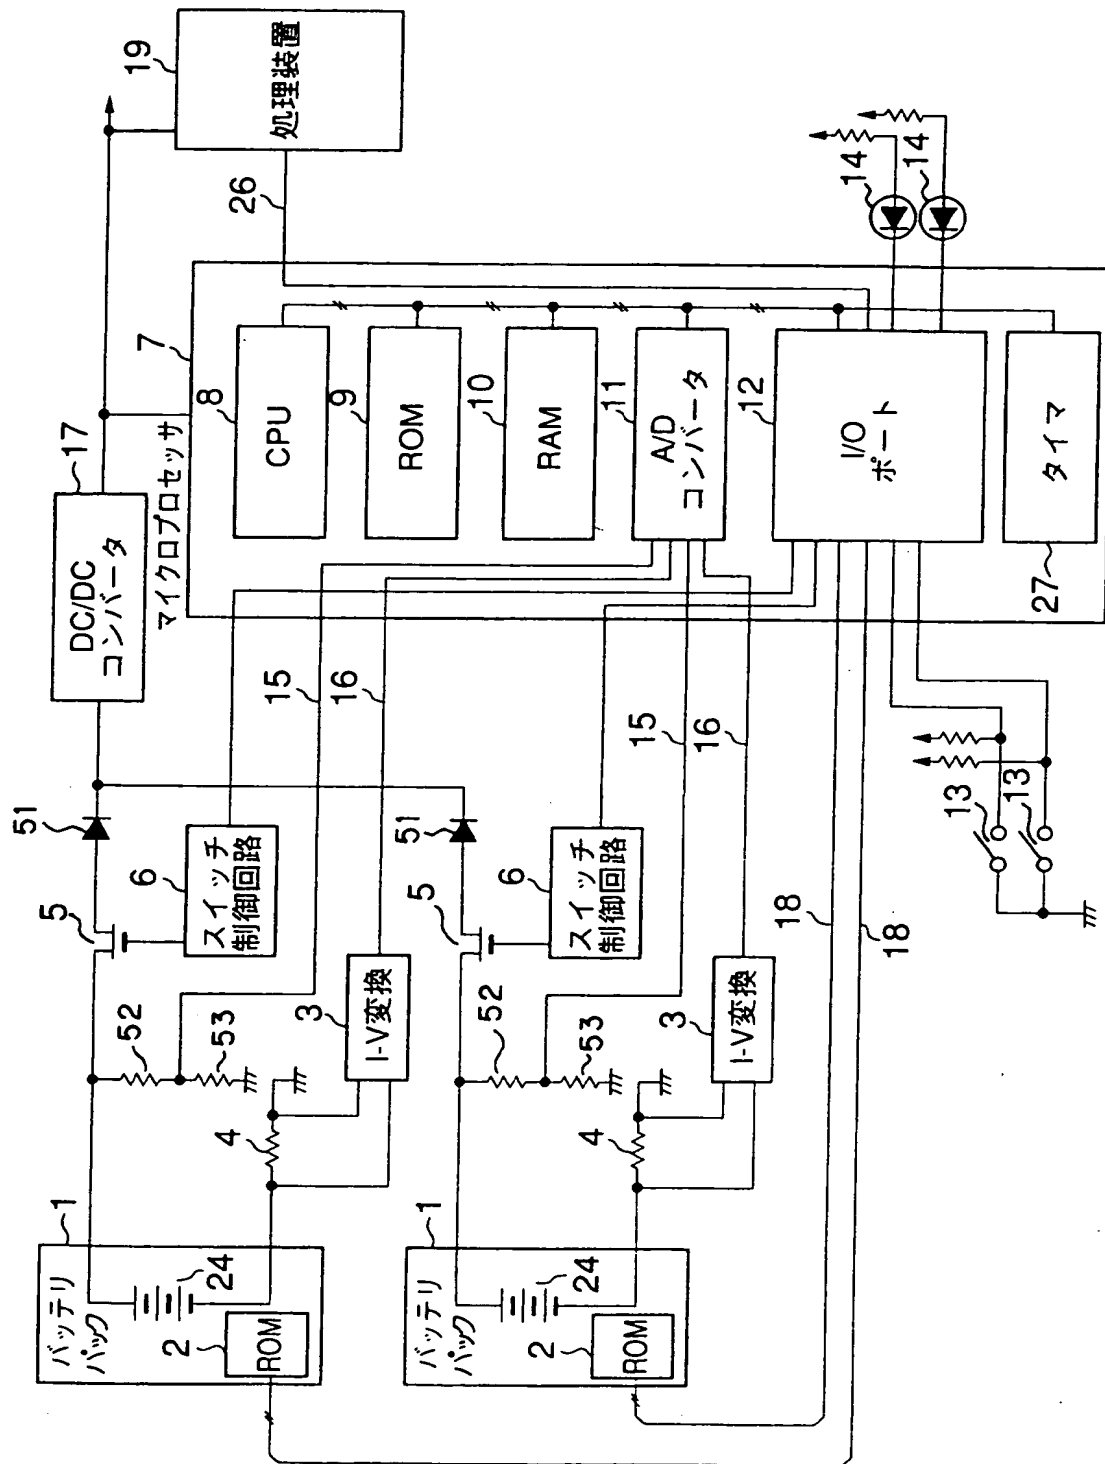 バッテリ
パック
1
24
2
ROM
バッテリ
パック
1
24
2
ROM
52
53
4
3
I-V変換
52
53
4
3
I-V変換
5
51
6
スイッチ
制御回路
5
51
6
スイッチ
制御回路
15
16
15
16
18
18
13
13
17
DC/DC
コンバータ
マイクロプロセッサ
7
8
CPU
9
ROM
10
RAM
11
A/D
コンバータ
12
I/O
ポート
27
タイマ
14
14
26
19
処理装置